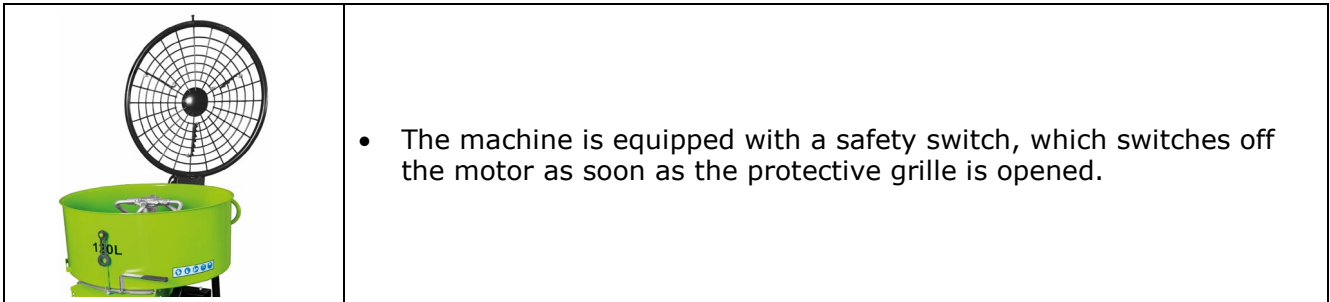 • The machine is equipped with a safety switch, which switches off
the motor as soon as the protective grille is opened.